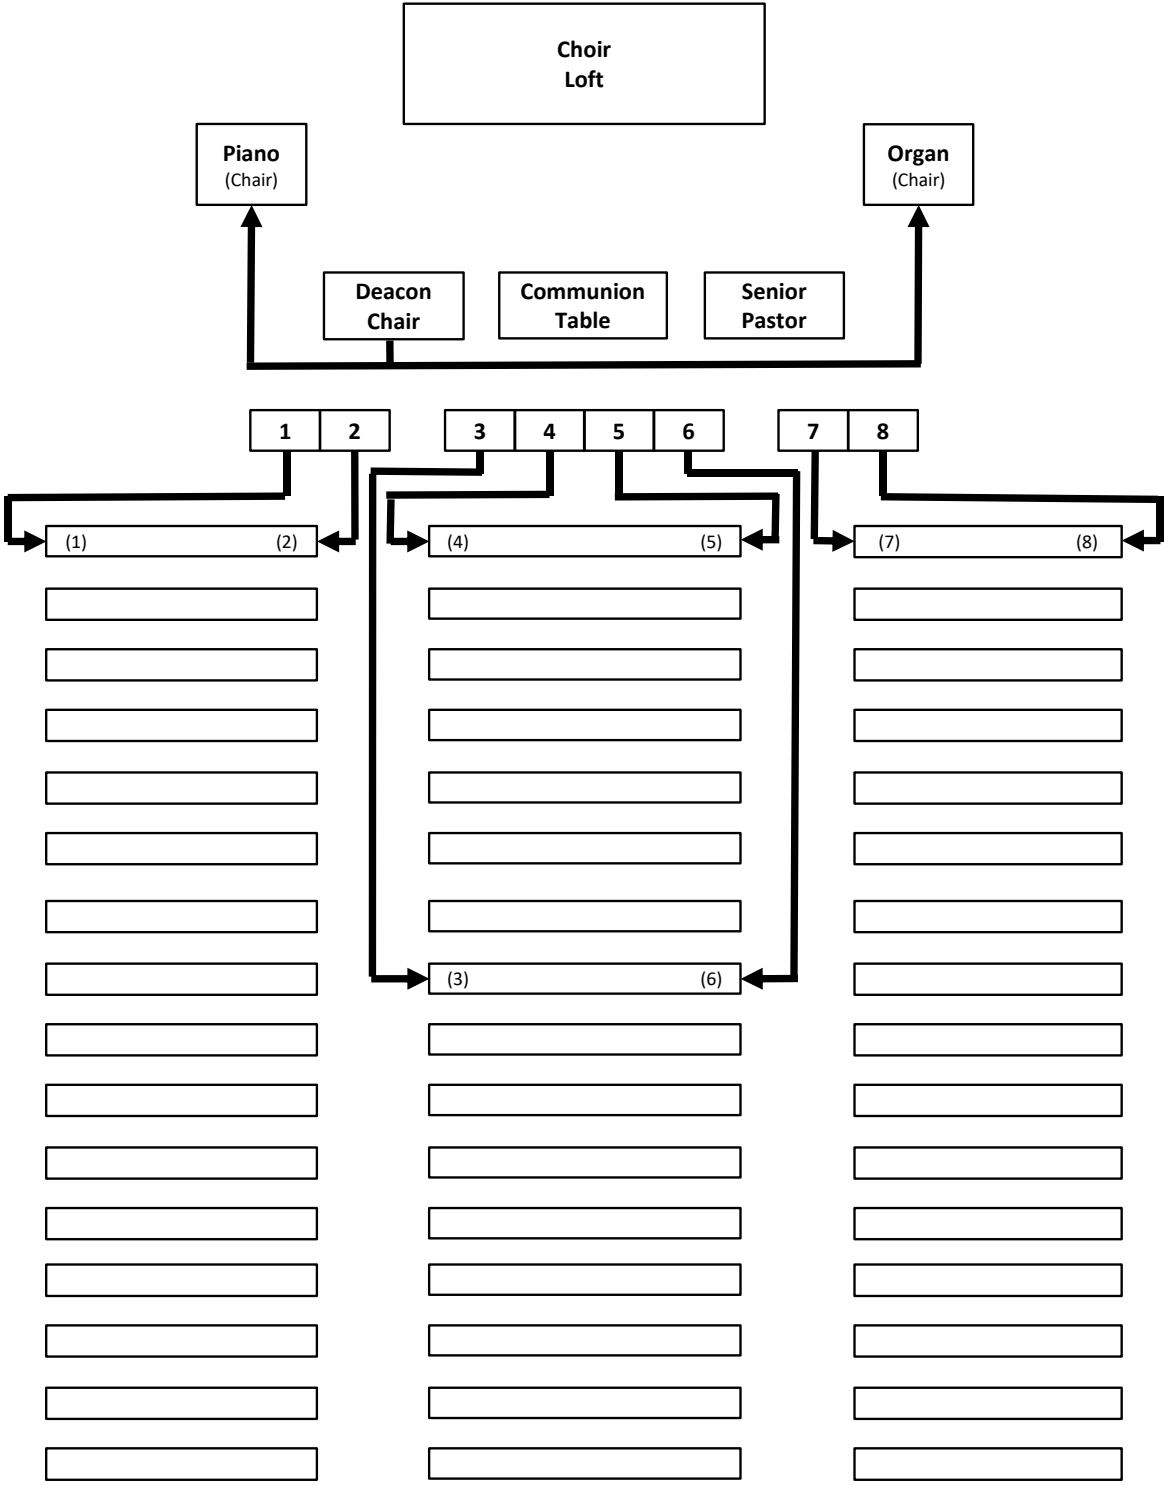 Choir
Loft
Piano
(Chair)
Organ
(Chair)
Deacon
Chair
Communion
Table
Senior
Pastor
1 2 3 4 5 6 7 8
(1) (2) (4) (5) (7) (8)
(3) (6)